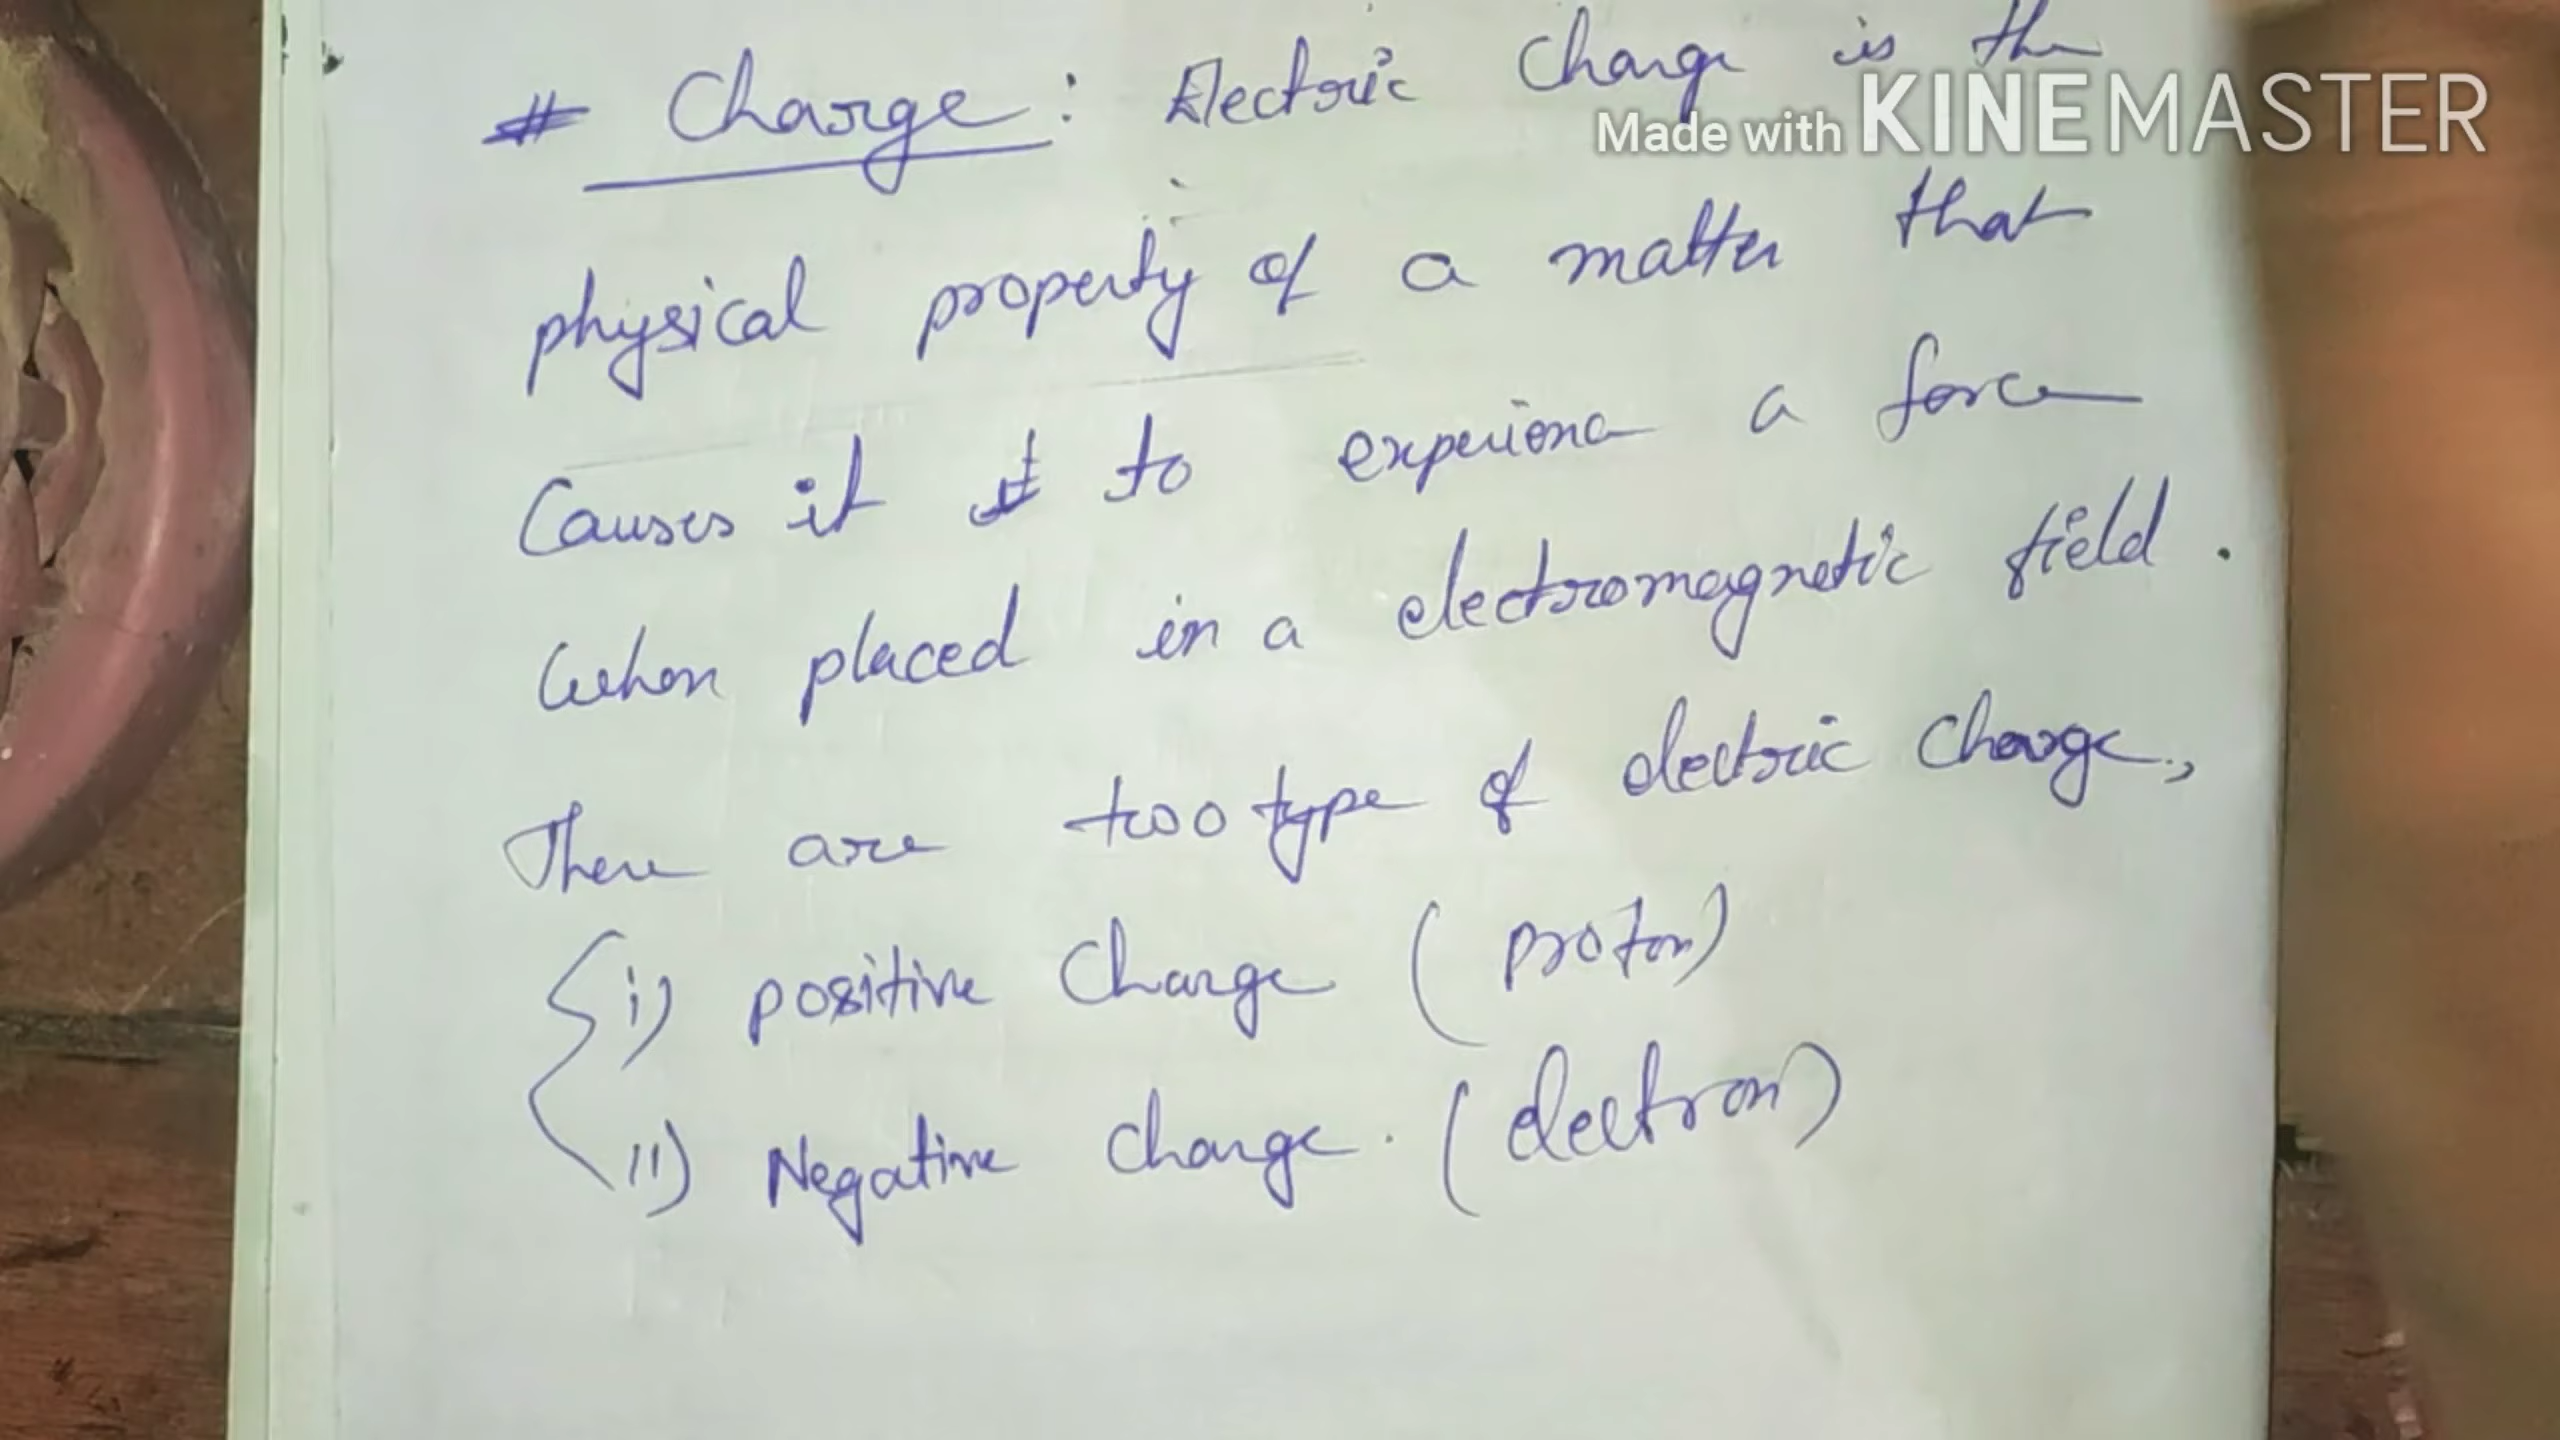 # Charge : Electric Charge is the
Made with KINEMASTER
physical property of a matter that
Causes it to experience a force
when placed in a electromagnetic field .
There are two type of electric charge,
i) positive Charge ( proton)
ii) Negative Charge . ( electron)